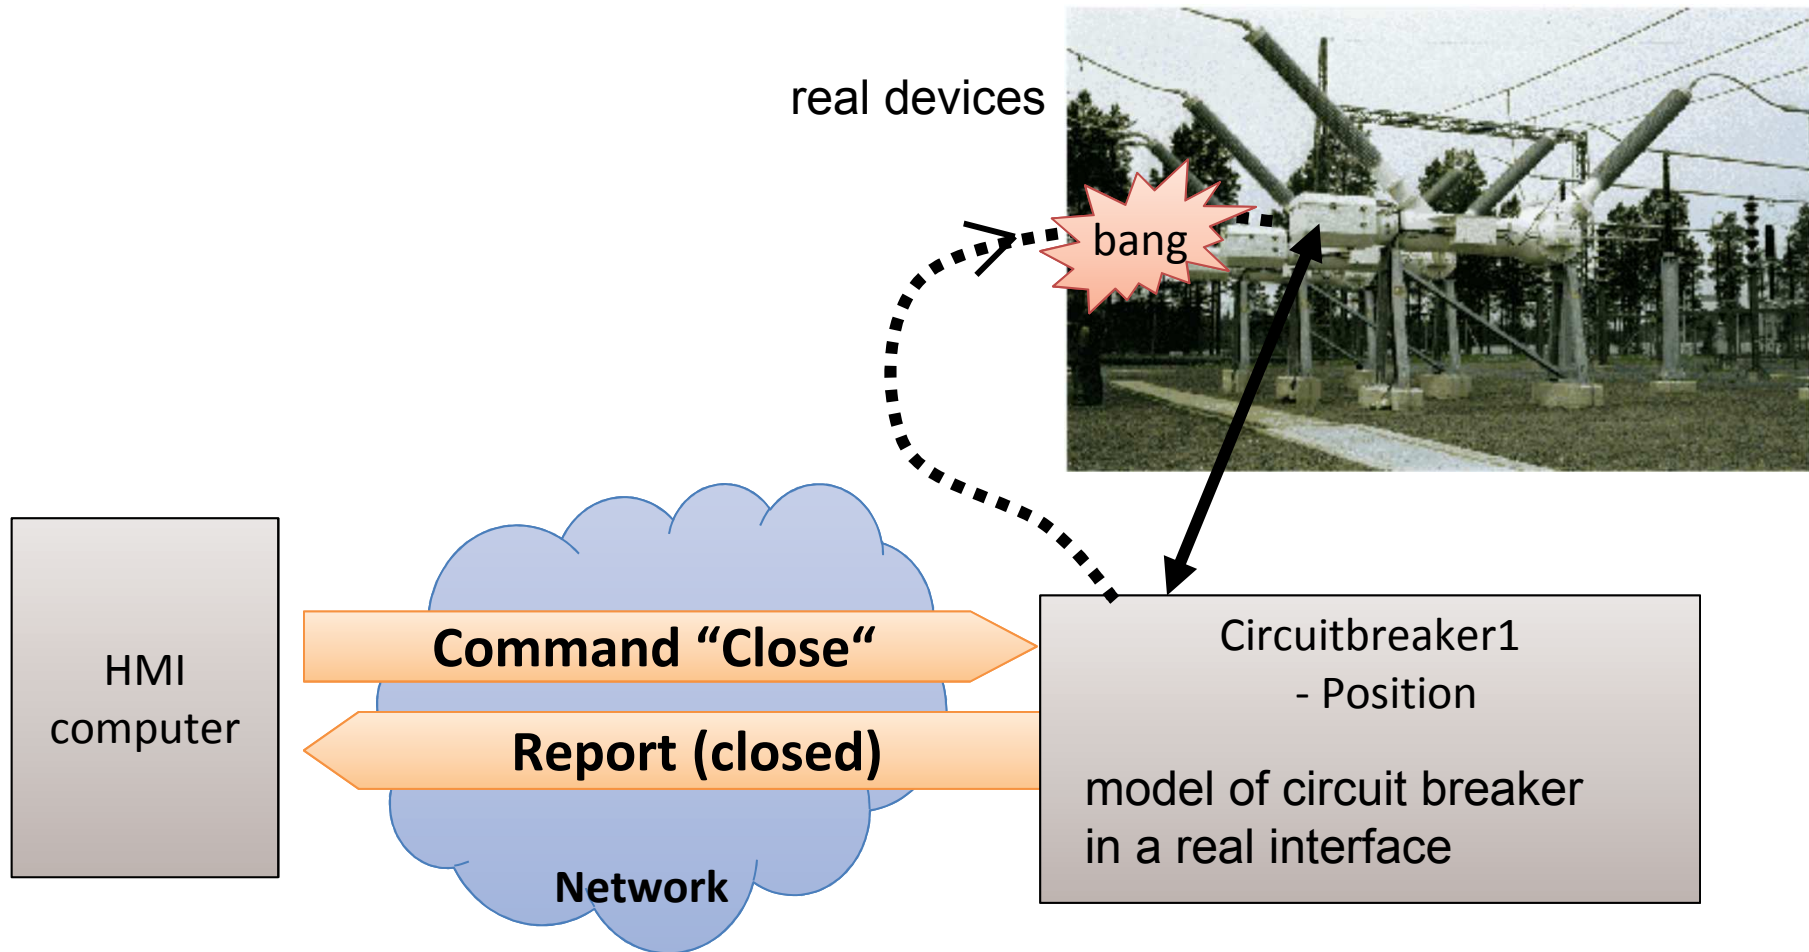 real devices
bang
HMI
computer
Command “Close“
Report (closed)
Network
Circuitbreaker1
- Position
model of circuit breaker
in a real interface